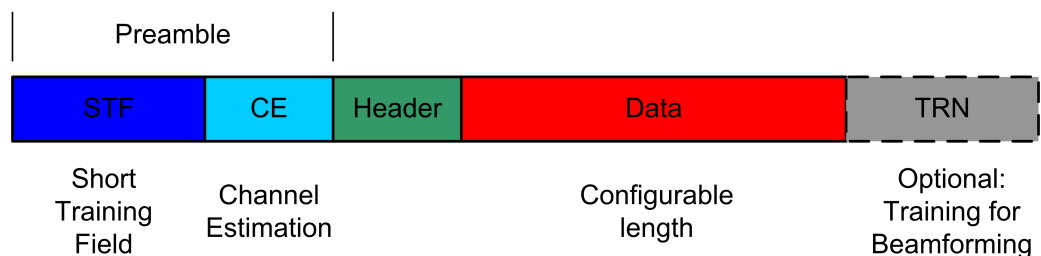 Preamble
STF
CE
Header
Data
TRN
Short
Training
Field
Channel
Estimation
Configurable
length
Optional:
Training for
Beamforming